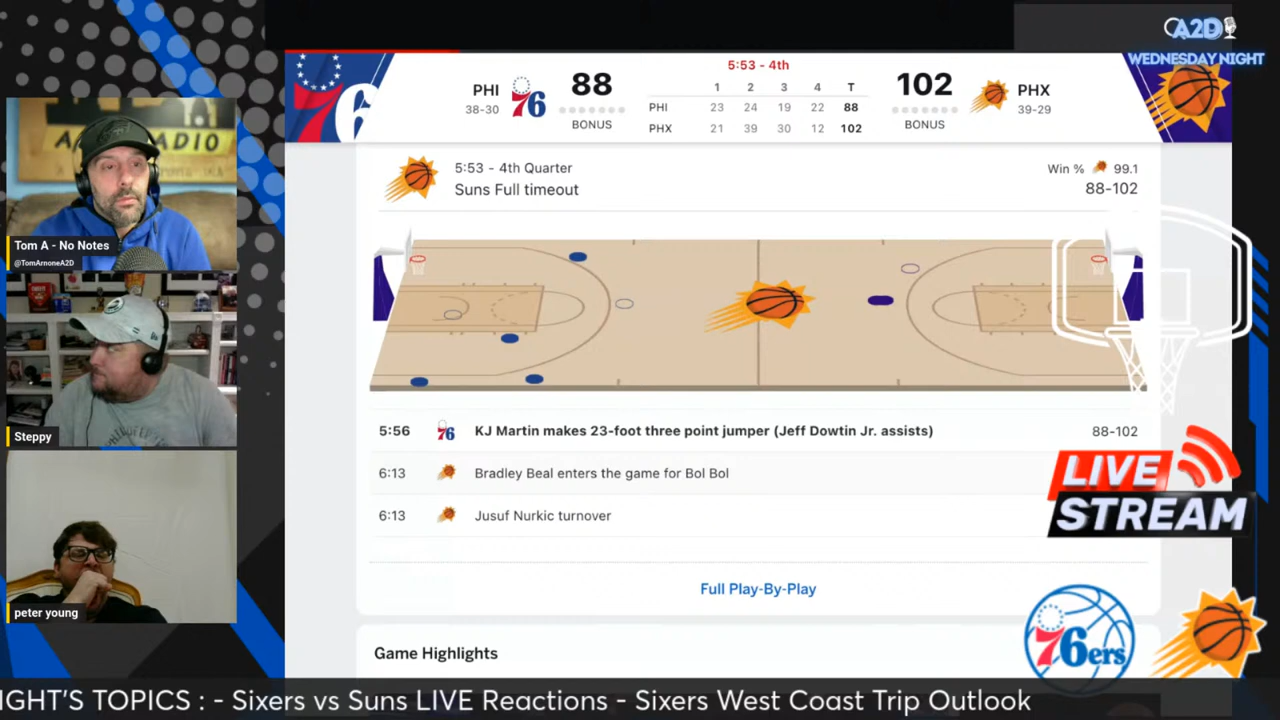 A2D
WEDNESDAY NIGHT
5:53 - 4th
PHI
38-30
76
88
BONUS
1 2 3 4 T
PHI 23 24 19 22 88
PHX 21 39 30 12 102
102
BONUS
PHX
39-29
5:53 - 4th Quarter
Suns Full timeout
Win % 99.1
88-102
RADIO
Tom A - No Notes
@TomArnoneA2D
Steppy
peter young
5:56 76 KJ Martin makes 23-foot three point jumper (Jeff Dowtin Jr. assists) 88-102
6:13 Bradley Beal enters the game for Bol Bol
6:13 Jusuf Nurkic turnover
Full Play-By-Play
Game Highlights
LIVE
STREAM
76ers
IGHT'S TOPICS : - Sixers vs Suns LIVE Reactions - Sixers West Coast Trip Outlook